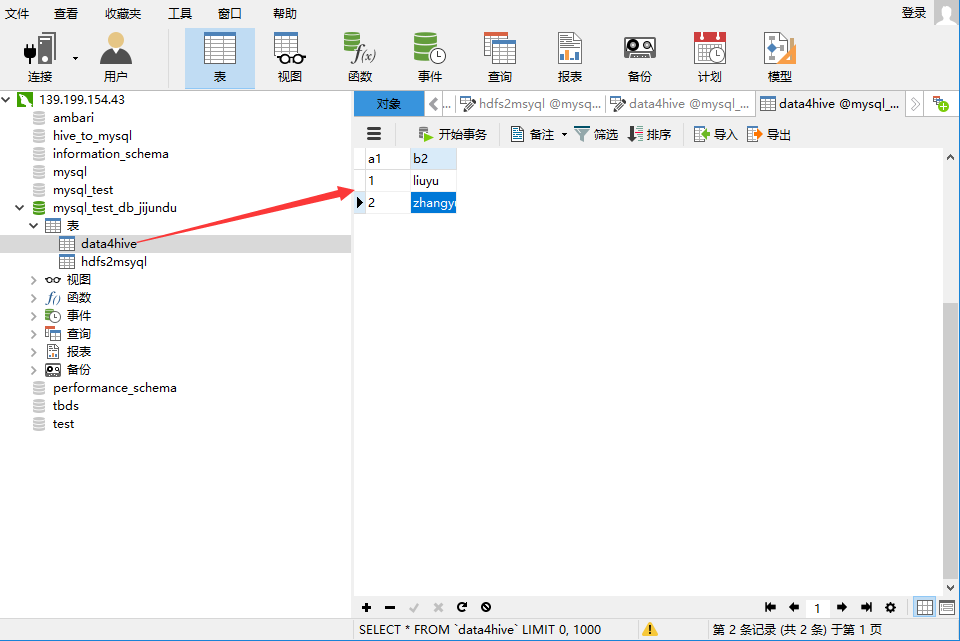 文件 查看 收藏夹 工具 窗口 帮助 登录
连接 用户 表 视图 函数 事件 查询 报表 备份 计划 模型
139.199.154.43
ambari
hive_to_mysql
information_schema
mysql
mysql_test
mysql_test_db_jijundu
表
data4hive
hdfs2msyql
视图
函数
事件
查询
报表
备份
performance_schema
tbds
test
对象 ... hdfs2msyql @mysq... data4hive @mysql_... data4hive @mysql_...
开始事务 备注 筛选 排序 导入 导出
a1 b2
1 liuyu
2
1
SELECT * FROM `data4hive` LIMIT 0, 1000 第 2 条记录 (共 2 条) 于第 1 页